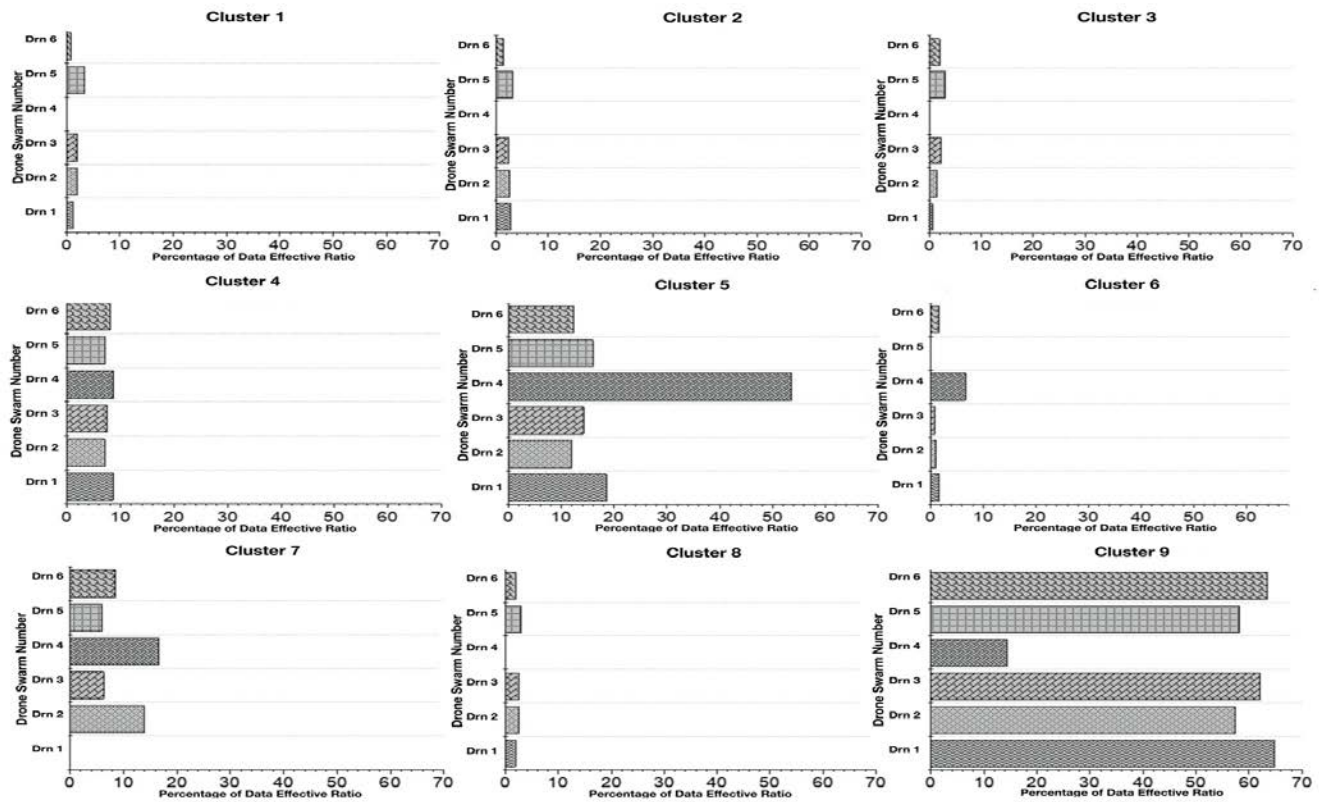 Cluster 1
Drone Swarm Number
Drn 6
Drn 5
Drn 4
Drn 3
Drn 2
Drn 1
0 10 20 30 40 50 60 70
Percentage of Data Effective Ratio
Cluster 2
Drone Swarm Number
Drn 6
Drn 5
Drn 4
Drn 3
Drn 2
Drn 1
0 10 20 30 40 50 60 70
Percentage of Data Effective Ratio
Cluster 3
Drone Swarm Number
Drn 6
Drn 5
Drn 4
Drn 3
Drn 2
Drn 1
0 10 20 30 40 50 60 70
Percentage of Data Effective Ratio
Cluster 4
Drone Swarm Number
Drn 6
Drn 5
Drn 4
Drn 3
Drn 2
Drn 1
0 10 20 30 40 50 60 70
Percentage of Data Effective Ratio
Cluster 5
Drone Swarm Number
Drn 6
Drn 5
Drn 4
Drn 3
Drn 2
Drn 1
0 10 20 30 40 50 60 70
Percentage of Data Effective Ratio
Cluster 6
Drone Swarm Number
Drn 6
Drn 5
Drn 4
Drn 3
Drn 2
Drn 1
0 10 20 30 40 50 60
Percentage of Data Effective Ratio
Cluster 7
Drone Swarm Number
Drn 6
Drn 5
Drn 4
Drn 3
Drn 2
Drn 1
0 10 20 30 40 50 60 70
Percentage of Data Effective Ratio
Cluster 8
Drone Swarm Number
Drn 6
Drn 5
Drn 4
Drn 3
Drn 2
Drn 1
0 10 20 30 40 50 60 70
Percentage of Data Effective Ratio
Cluster 9
Drone Swarm Number
Drn 6
Drn 5
Drn 4
Drn 3
Drn 2
Drn 1
0 10 20 30 40 50 60 70
Percentage of Data Effective Ratio